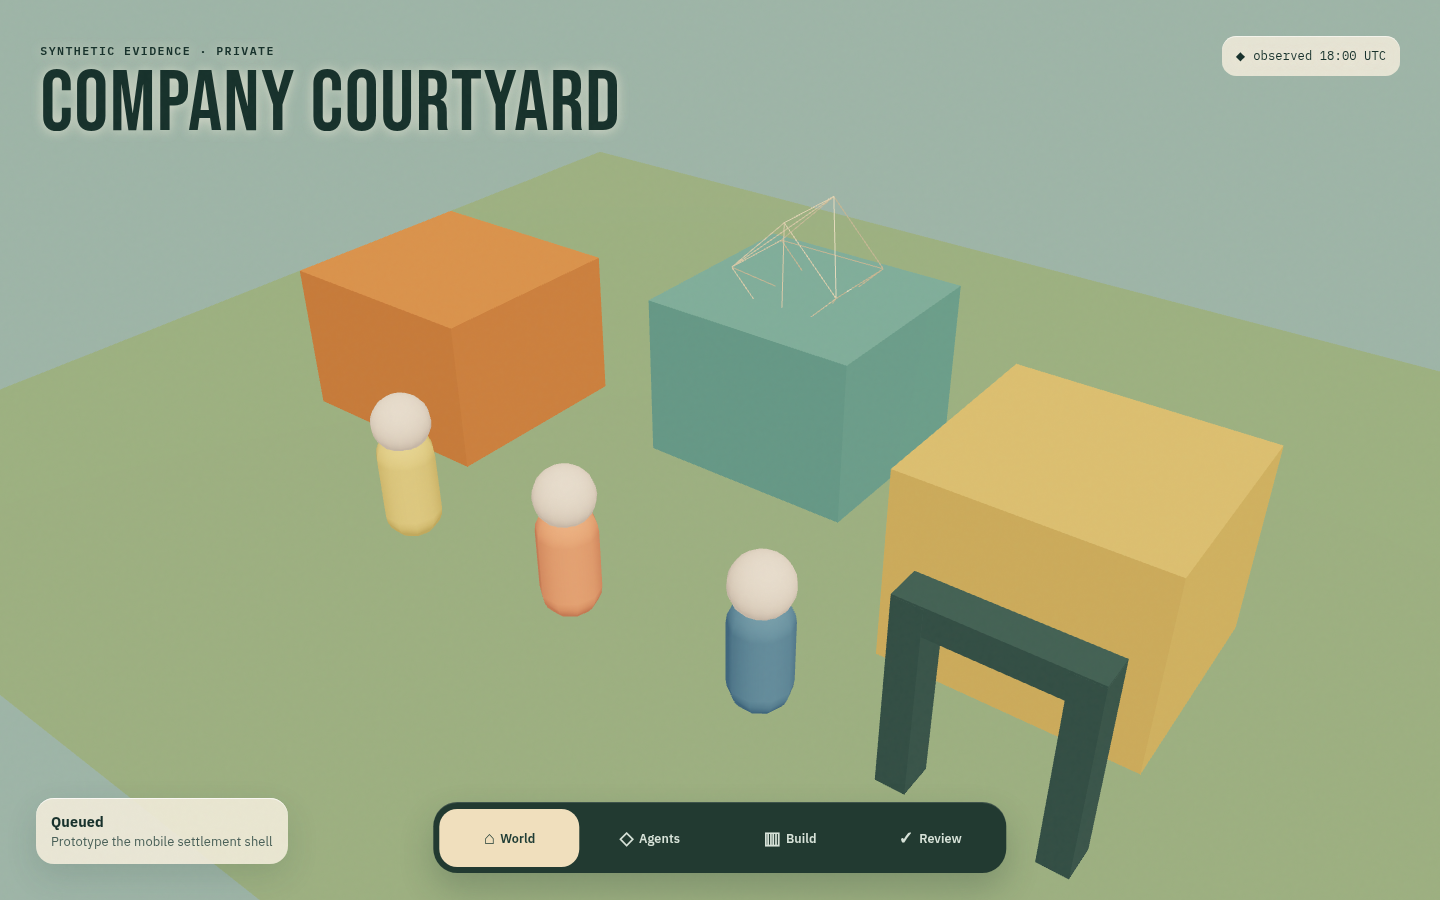 SYNTHETIC EVIDENCE · PRIVATE
COMPANY COURTYARD
◆ observed 18:00 UTC
Queued
Prototype the mobile settlement shell
World
Agents
Build
Review